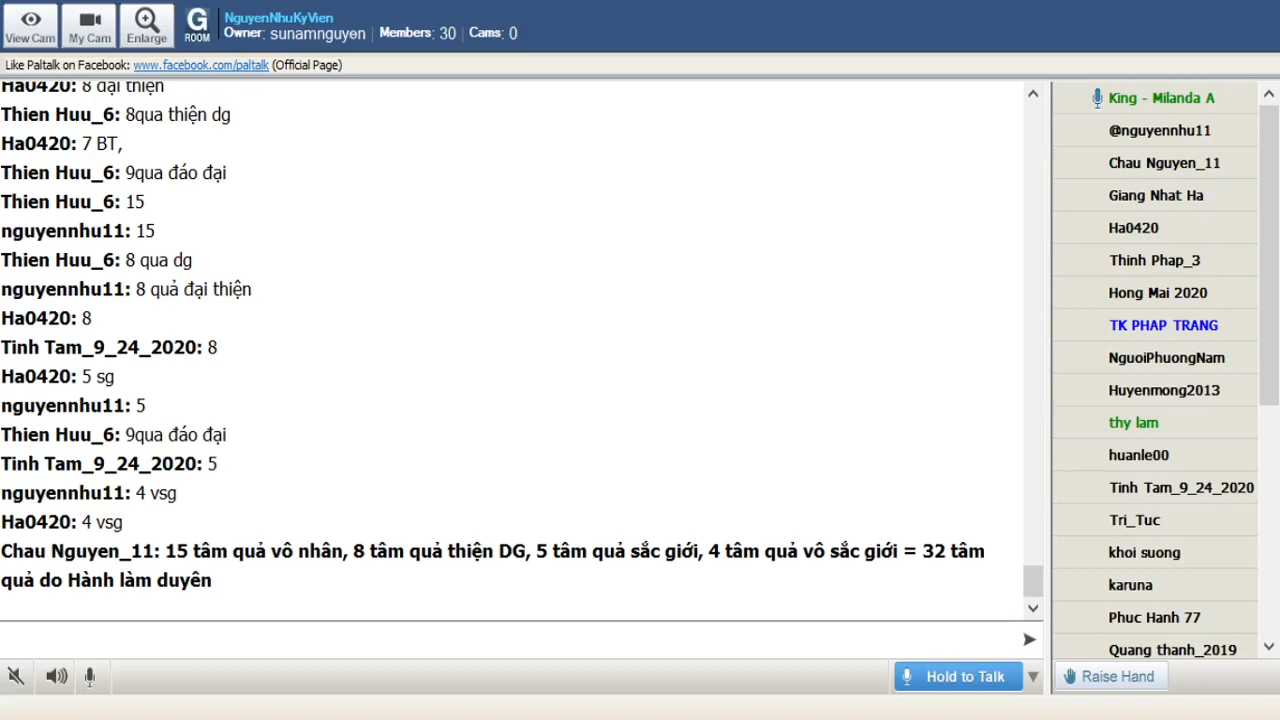 View Cam
My Cam
Enlarge
G
ROOM
NguyenNhuKyVien
Owner: sunamnguyen | Members: 30 | Cams: 0
Like Paltalk on Facebook: www.facebook.com/paltalk (Official Page)
Ha0420: 8 đại thiện
Thien Huu_6: 8qua thiện dg
Ha0420: 7 BT,
Thien Huu_6: 9qua đáo đại
Thien Huu_6: 15
nguyennhu11: 15
Thien Huu_6: 8 qua dg
nguyennhu11: 8 quả đại thiện
Ha0420: 8
Tinh Tam_9_24_2020: 8
Ha0420: 5 sg
nguyennhu11: 5
Thien Huu_6: 9qua đáo đại
Tinh Tam_9_24_2020: 5
nguyennhu11: 4 vsg
Ha0420: 4 vsg
Chau Nguyen_11: 15 tâm quả vô nhân, 8 tâm quả thiện DG, 5 tâm quả sắc giới, 4 tâm quả vô sắc giới = 32 tâm
quả do Hành làm duyên
King - Milanda A
@nguyennhu11
Chau Nguyen_11
Giang Nhat Ha
Ha0420
Thinh Phap_3
Hong Mai 2020
TK PHAP TRANG
NguoiPhuongNam
Huyenmong2013
thy lam
huanle00
Tinh Tam_9_24_2020
Tri_Tuc
khoi suong
karuna
Phuc Hanh 77
Quang thanh_2019
Hold to Talk
Raise Hand